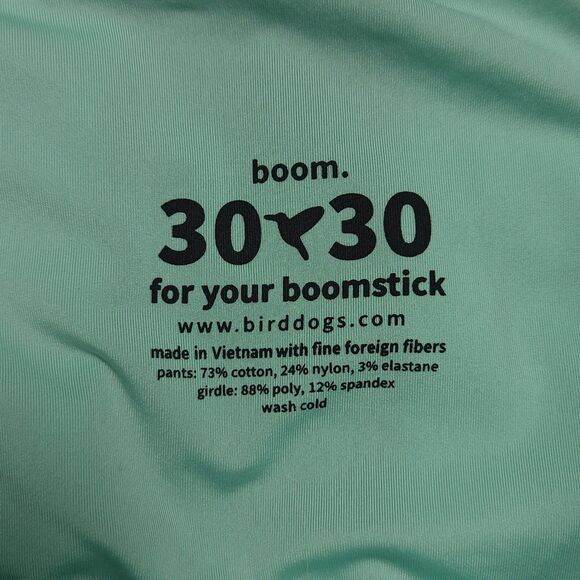 boom.
30 30
for your boomstick
www.birddogs.com
made in Vietnam with fine foreign fibers
pants: 73% cotton, 24% nylon, 3% elastane
girdle: 88% poly, 12% spandex
wash cold